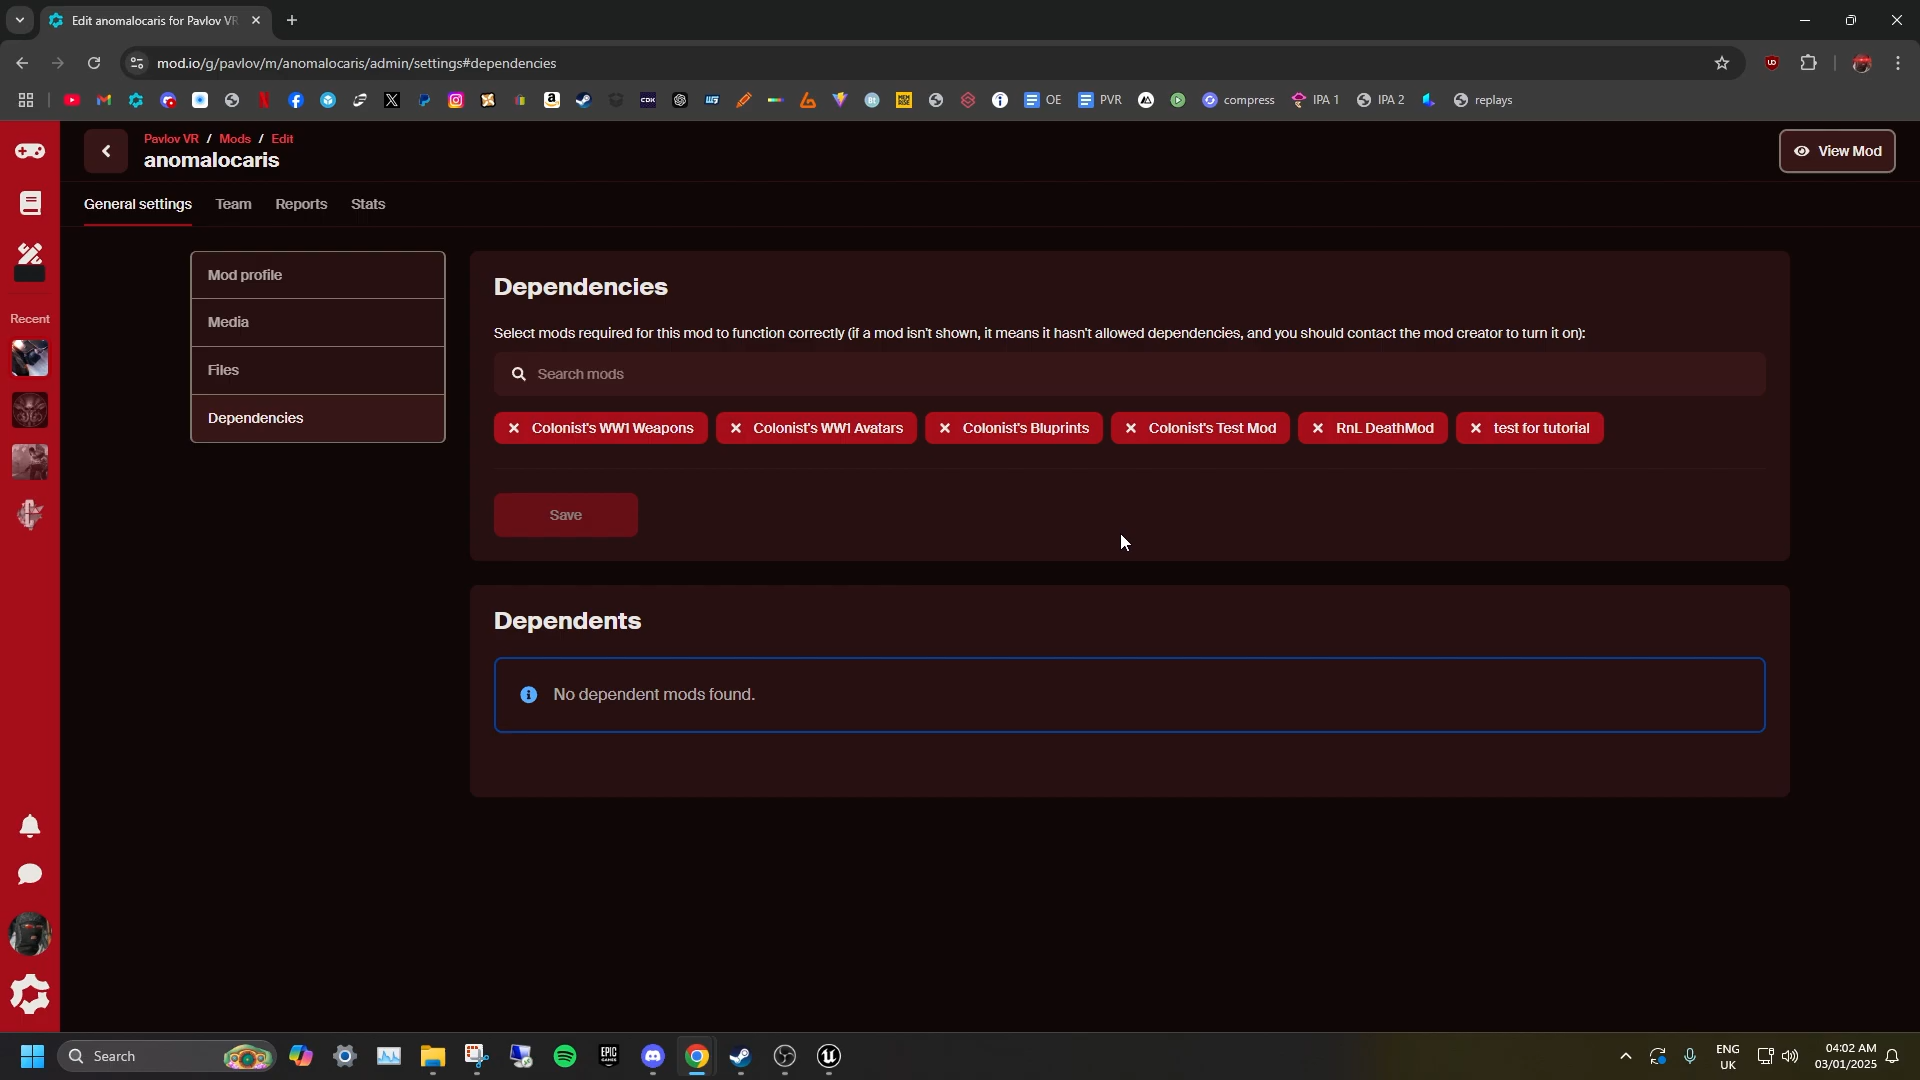 Edit anomalocaris for Pavlov VR
mod.io/g/pavlov/m/anomalocaris/admin/settings#dependencies
OE
PVR
compress
IPA 1
IPA 2
replays
Pavlov VR / Mods / Edit
anomalocaris
View Mod
General settings
Team
Reports
Stats
Recent
Mod profile
Media
Files
Dependencies
Dependencies
Select mods required for this mod to function correctly (if a mod isn't shown, it means it hasn't allowed dependencies, and you should contact the mod creator to turn it on):
Search mods
Colonist's WW1 Weapons
Colonist's WW1 Avatars
Colonist's Bluprints
Colonist's Test Mod
RnL DeathMod
test for tutorial
Save
Dependents
No dependent mods found.
Search
EPIC
GAMES
ENG
UK
04:02 AM
03/01/2025